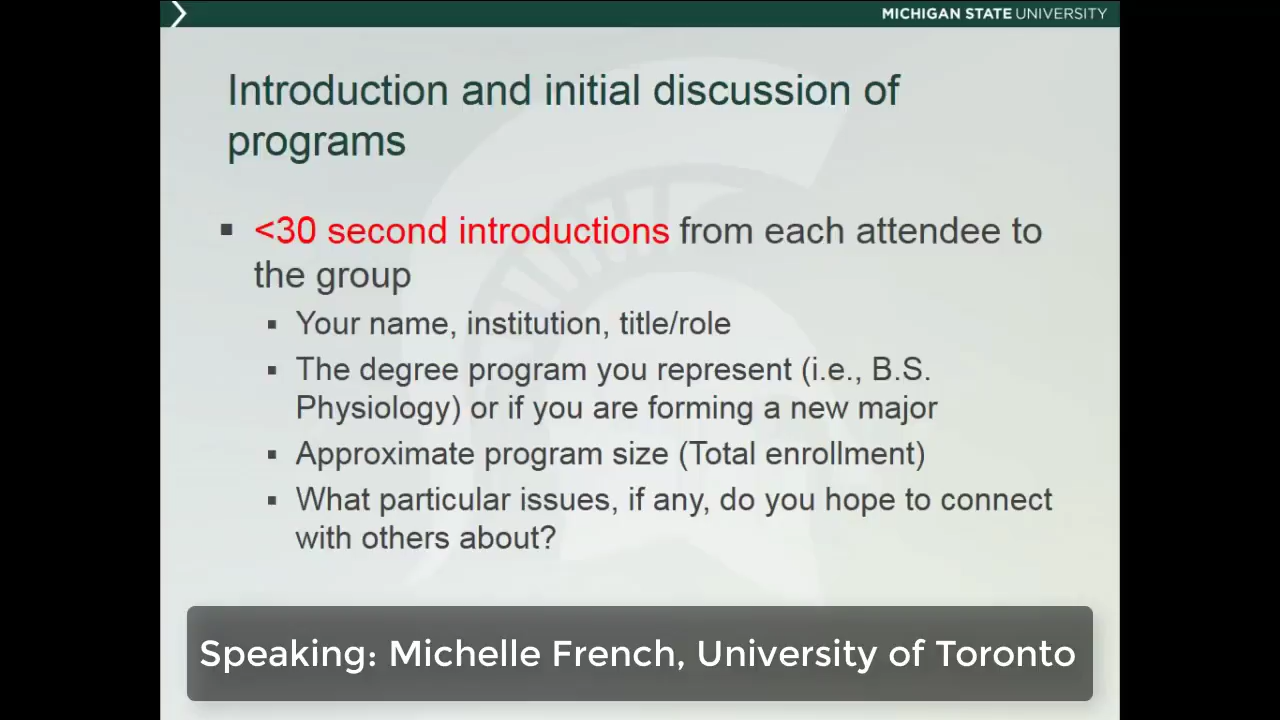 MICHIGAN STATE UNIVERSITY
Introduction and initial discussion of
programs
<30 second introductions from each attendee to
the group
Your name, institution, title/role
The degree program you represent (i.e., B.S.
Physiology) or if you are forming a new major
Approximate program size (Total enrollment)
What particular issues, if any, do you hope to connect
with others about?
Speaking: Michelle French, University of Toronto